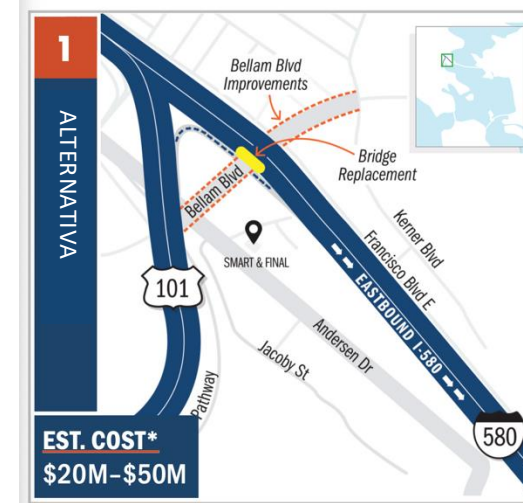 1
ALTERNATIVA
Bellam Blvd
Improvements
Bridge
Replacement
Bellam Blvd
SMART & FINAL
Kerner Blvd
Francisco Blvd E
EASTBOUND I-580
101
Andersen Dr
Jacoby St
Pathway
580
EST. COST*
$20M–$50M